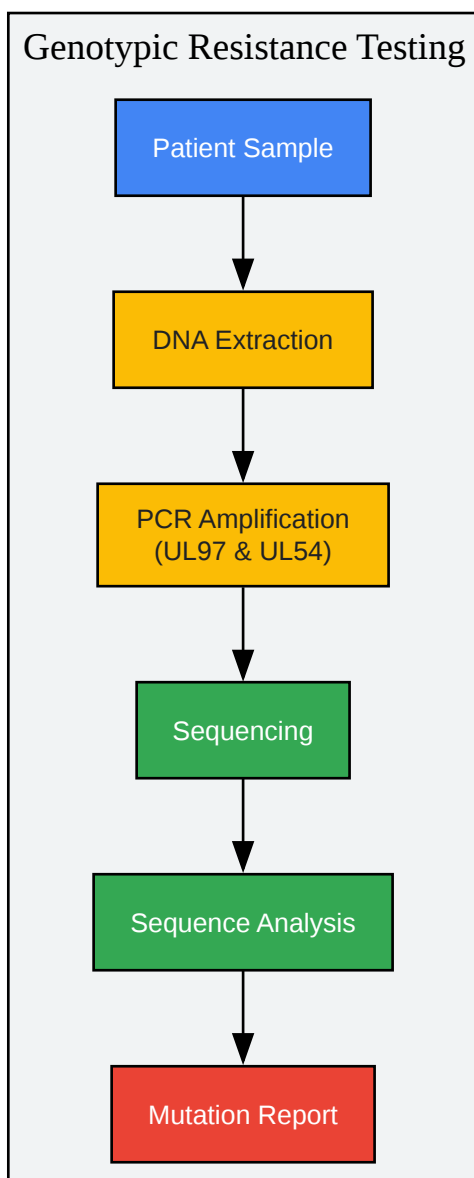 Genotypic Resistance Testing
Patient Sample
DNA Extraction
PCR Amplification
(UL97 & UL54)
Sequencing
Sequence Analysis
Mutation Report